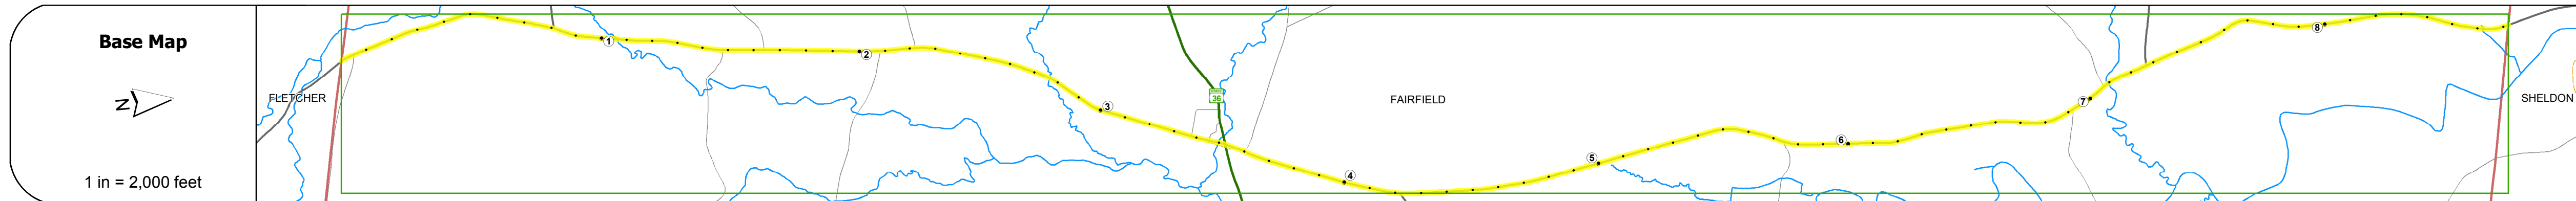 Base Map
N
1 in = 2,000 feet
FLETCHER
1
2
3
36
4
FAIRFIELD
5
6
7
8
SHELDON